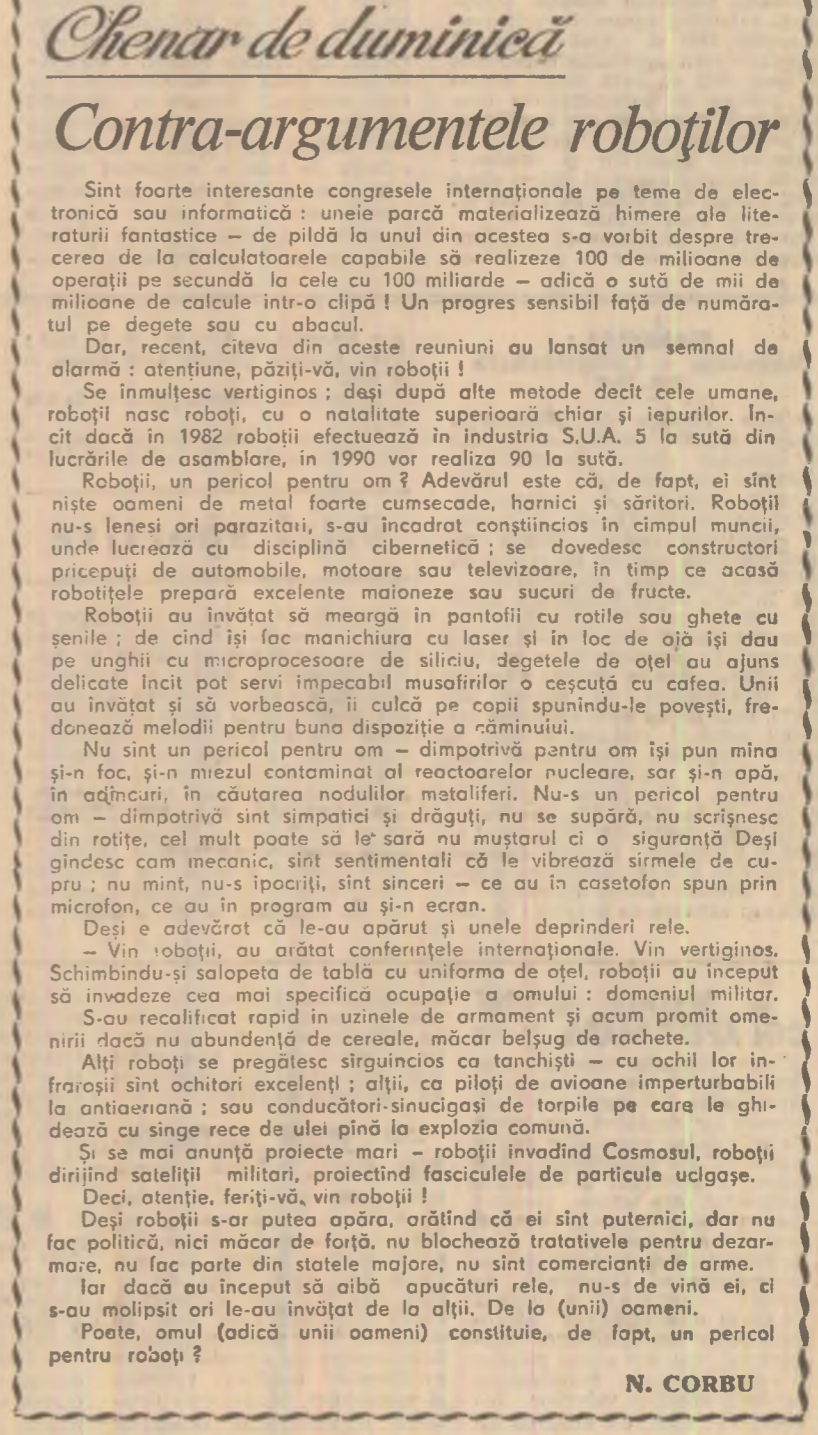 Chenar de duminică
Contra-argumentele roboţilor
Sint foarte interesante congresele internaţionale pe teme de elec-
tronică sau informatică : uneie parcă materializează himere ale lite-
raturii fantastice — de pildă la unul din acestea s-a vorbit despre tre-
cerea de la calculatoarele capabile să realizeze 100 de milioane de
operaţii pe secundă la cele cu 100 miliarde — adică o sută de mii de
milioane de calcule intr-o clipă ! Un progres sensibil faţă de număra-
tul pe degete sau cu abacul.
Dar, recent, citeva din aceste reuniuni au lansat un semnal de
alarmă : atenţiune, păziţi-vă, vin roboţii !
Se inmulţesc vertiginos ; deşi după alte metode decit cele umane,
roboţii nasc roboţi, cu o natalitate superioară chiar şi iepurilor. In-
cit dacă in 1982 roboţii efectuează in industria S.U.A. 5 la sută din
lucrările de asamblare, in 1990 vor realiza 90 la sută.
Roboţii, un pericol pentru om ? Adevărul este că, de fapt, ei sint
nişte oameni de metal foarte cumsecade, harnici şi săritori. Roboţii
nu-s lenesi ori parazitari, s-au incadrat conştiincios in cimpul muncii,
unde lucrează cu disciplină cibernetică ; se dovedesc constructori
pricepuţi de automobile, motoare sau televizoare, in timp ce acasă
robotiţele prepară excelente maioneze sau sucuri de fructe.
Roboţii au invăţat să meargă in pantofii cu rotile sau ghete cu
şenile ; de cind işi fac manichiura cu laser şi in loc de ojă işi dau
pe unghii cu microprocesoare de siliciu, degetele de oţel au ajuns
delicate incit pot servi impecabil musafirilor o ceşcuţă cu cafea. Unii
au invăţat şi să vorbească, ii culcă pe copii spunindu-le poveşti, fre-
donează melodii pentru buna dispoziţie a căminuiui.
Nu sint un pericol pentru om — dimpotrivă pentru om işi pun mina
şi-n foc, şi-n miezul contaminat al reactoarelor nucleare, sar şi-n apă,
in adincuri, in căutarea nodulilor metaliferi. Nu-s un pericol pentru
om — dimpotrivă sint simpatici şi drăguţi, nu se supără, nu scrişnesc
din rotiţe, cel mult poate să le sară nu muştarul ci o siguranţă Deşi
gindesc cam mecanic, sint sentimentali că le vibrează sirmele de cu-
pru ; nu mint, nu-s ipocriţi, sint sinceri — ce au in casetofon spun prin
microfon, ce au in program au şi-n ecran.
Deşi e adevărat că le-au apărut şi unele deprinderi rele.
— Vin roboţii, au arătat conferinţele internaţionale. Vin vertiginos.
Schimbindu-şi salopeta de tablă cu uniforma de oţel, roboţii au inceput
să invadeze cea mai specifică ocupaţie a omului : domeniul militar.
S-au recalificat rapid in uzinele de armament şi acum promit ome-
nirii dacă nu abundenţă de cereale, măcar belşug de rachete.
Alţi roboţi se pregătesc sirguincios ca tanchişti — cu ochii lor in-
fraroşii sint ochitori excelenţi ; alţii, ca piloţi de avioane imperturbabili
la antiaeriană ; sau conducători-sinucigaşi de torpile pe care le ghi-
dează cu singe rece de ulei pină la explozia comună.
Şi se mai anunţă proiecte mari — roboţii invadind Cosmosul, roboţii
dirijind sateliţii militari, proiectind fasciculele de particule ucigaşe.
Deci, atenţie, feriţi-vă, vin roboţii !
Deşi roboţii s-ar putea apăra, arătind că ei sint puternici, dar nu
fac politică, nici măcar de forţă, nu blochează tratativele pentru dezar-
mare, nu fac parte din statele majore, nu sint comercianţi de arme.
Iar dacă au inceput să aibă apucături rele, nu-s de vină ei, ci
s-au molipsit ori le-au invăţat de la alţii. De la (unii) oameni.
Poate, omul (adică unii oameni) constituie, de fapt, un pericol
pentru roboţi ?
N. CORBU